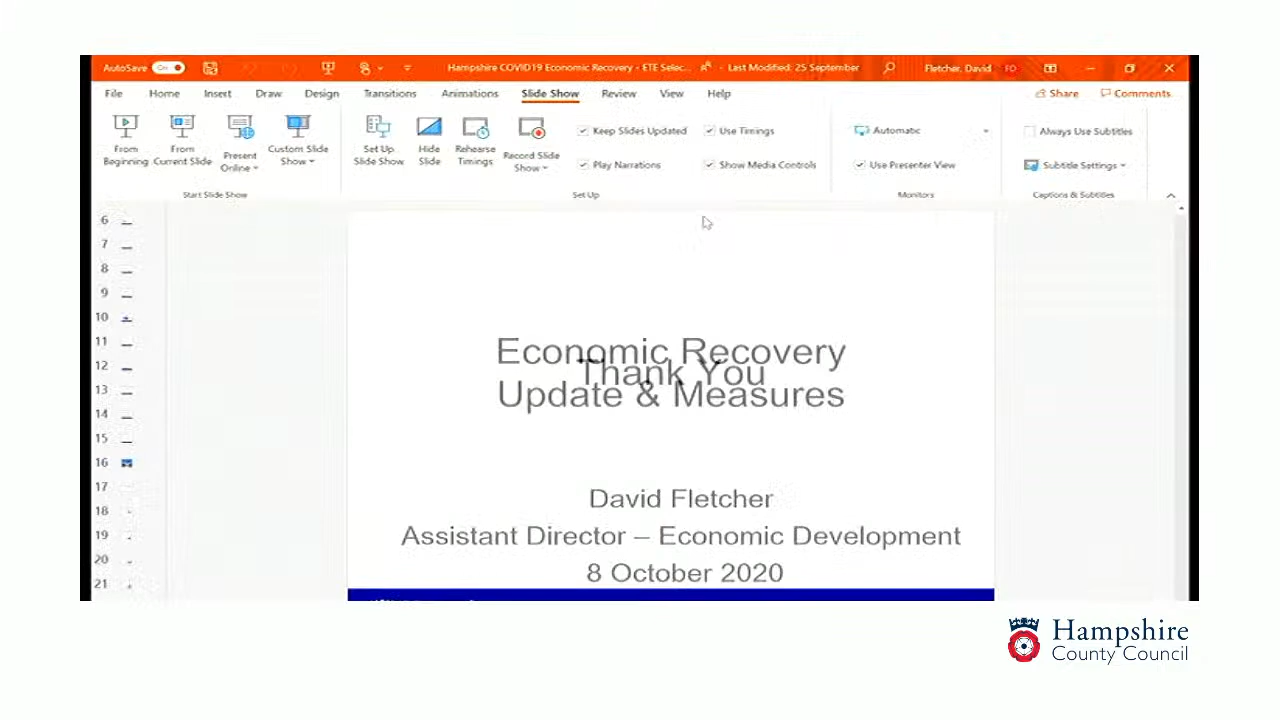 AutoSave On Hampshire COVID19 Economic Recovery - ETE Selec... - Last Modified: 25 September Fletcher, David FD
File Home Insert Draw Design Transitions Animations Slide Show Review View Help Share Comments
From Beginning
From Current Slide
Present Online
Custom Slide Show
Set Up Slide Show
Hide Slide
Rehearse Timings
Record Slide Show
Keep Slides Updated
Play Narrations
Use Timings
Show Media Controls
Automatic
Use Presenter View
Always Use Subtitles
Subtitle Settings
Start Slide Show Set Up Monitors Captions & Subtitles
6
7
8
9
10
11
12
13
14
15
16
17
18
19
20
21
Economic Recovery
Thank You
Update & Measures
David Fletcher
Assistant Director – Economic Development
8 October 2020
Hampshire
County Council